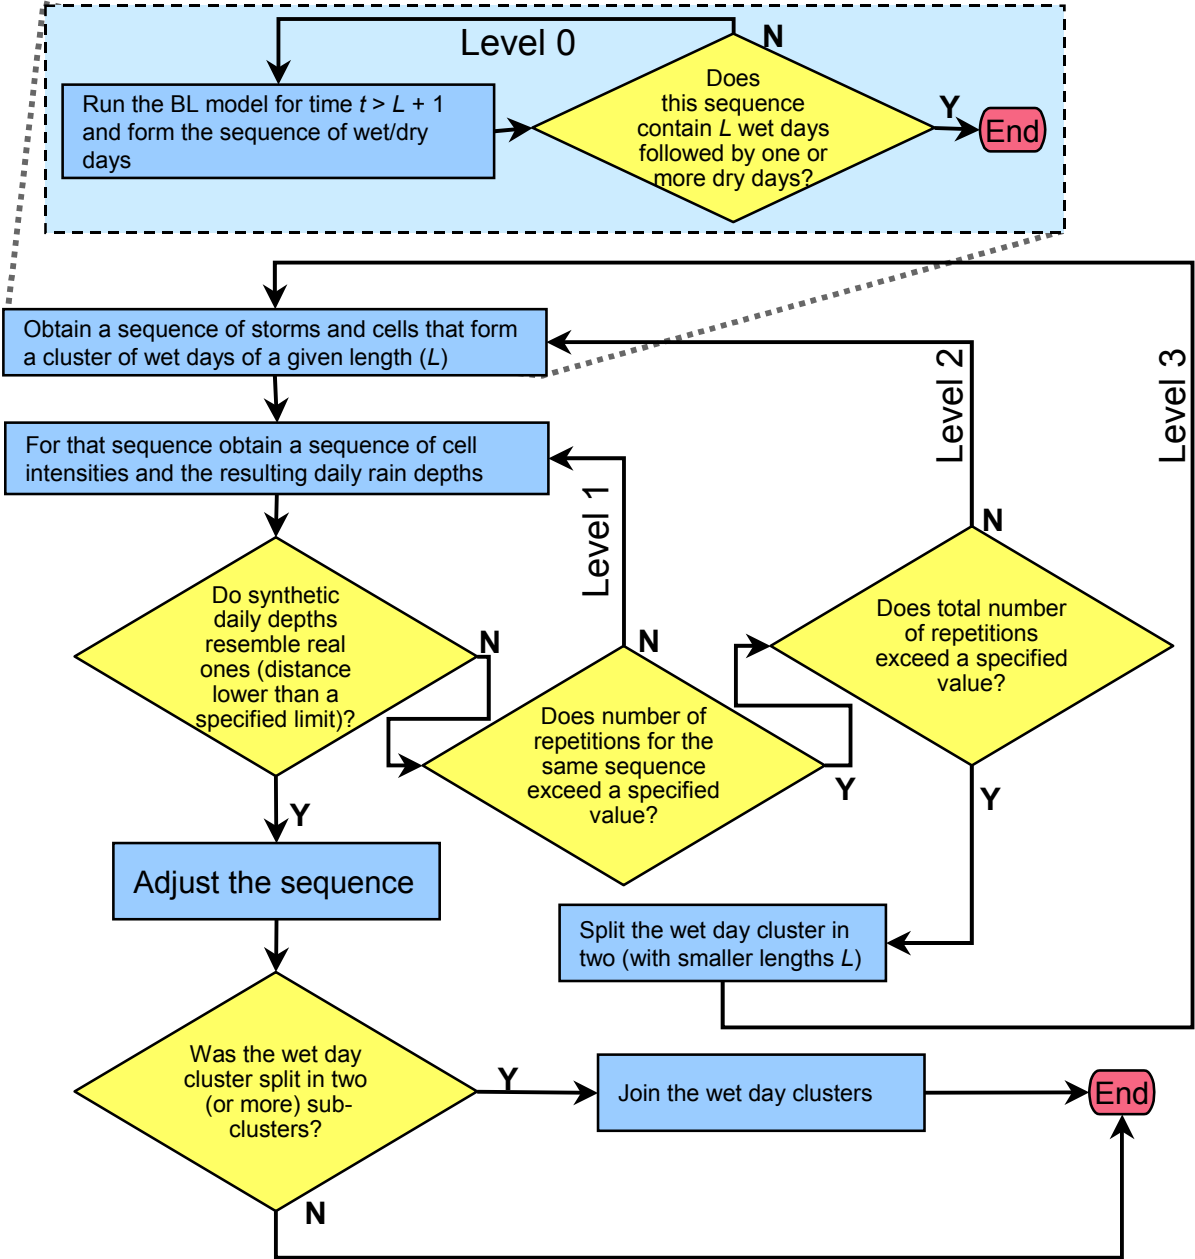 Level 0
N
Run the BL model for time t > L + 1
and form the sequence of wet/dry
days
Does
this sequence
contain L wet days
followed by one or
more dry days?
Y
End
Obtain a sequence of storms and cells that form
a cluster of wet days of a given length (L)
For that sequence obtain a sequence of cell
intensities and the resulting daily rain depths
Level 1
Level 2
Level 3
Do synthetic
daily depths
resemble real
ones (distance
lower than a
specified limit)?
N
Y
Does number of
repetitions for the
same sequence
exceed a specified
value?
N
Y
Does total number
of repetitions
exceed a specified
value?
N
Y
Adjust the sequence
Split the wet day cluster in
two (with smaller lengths L)
Was the wet day
cluster split in two
(or more) sub-
clusters?
Y
Join the wet day clusters
End
N